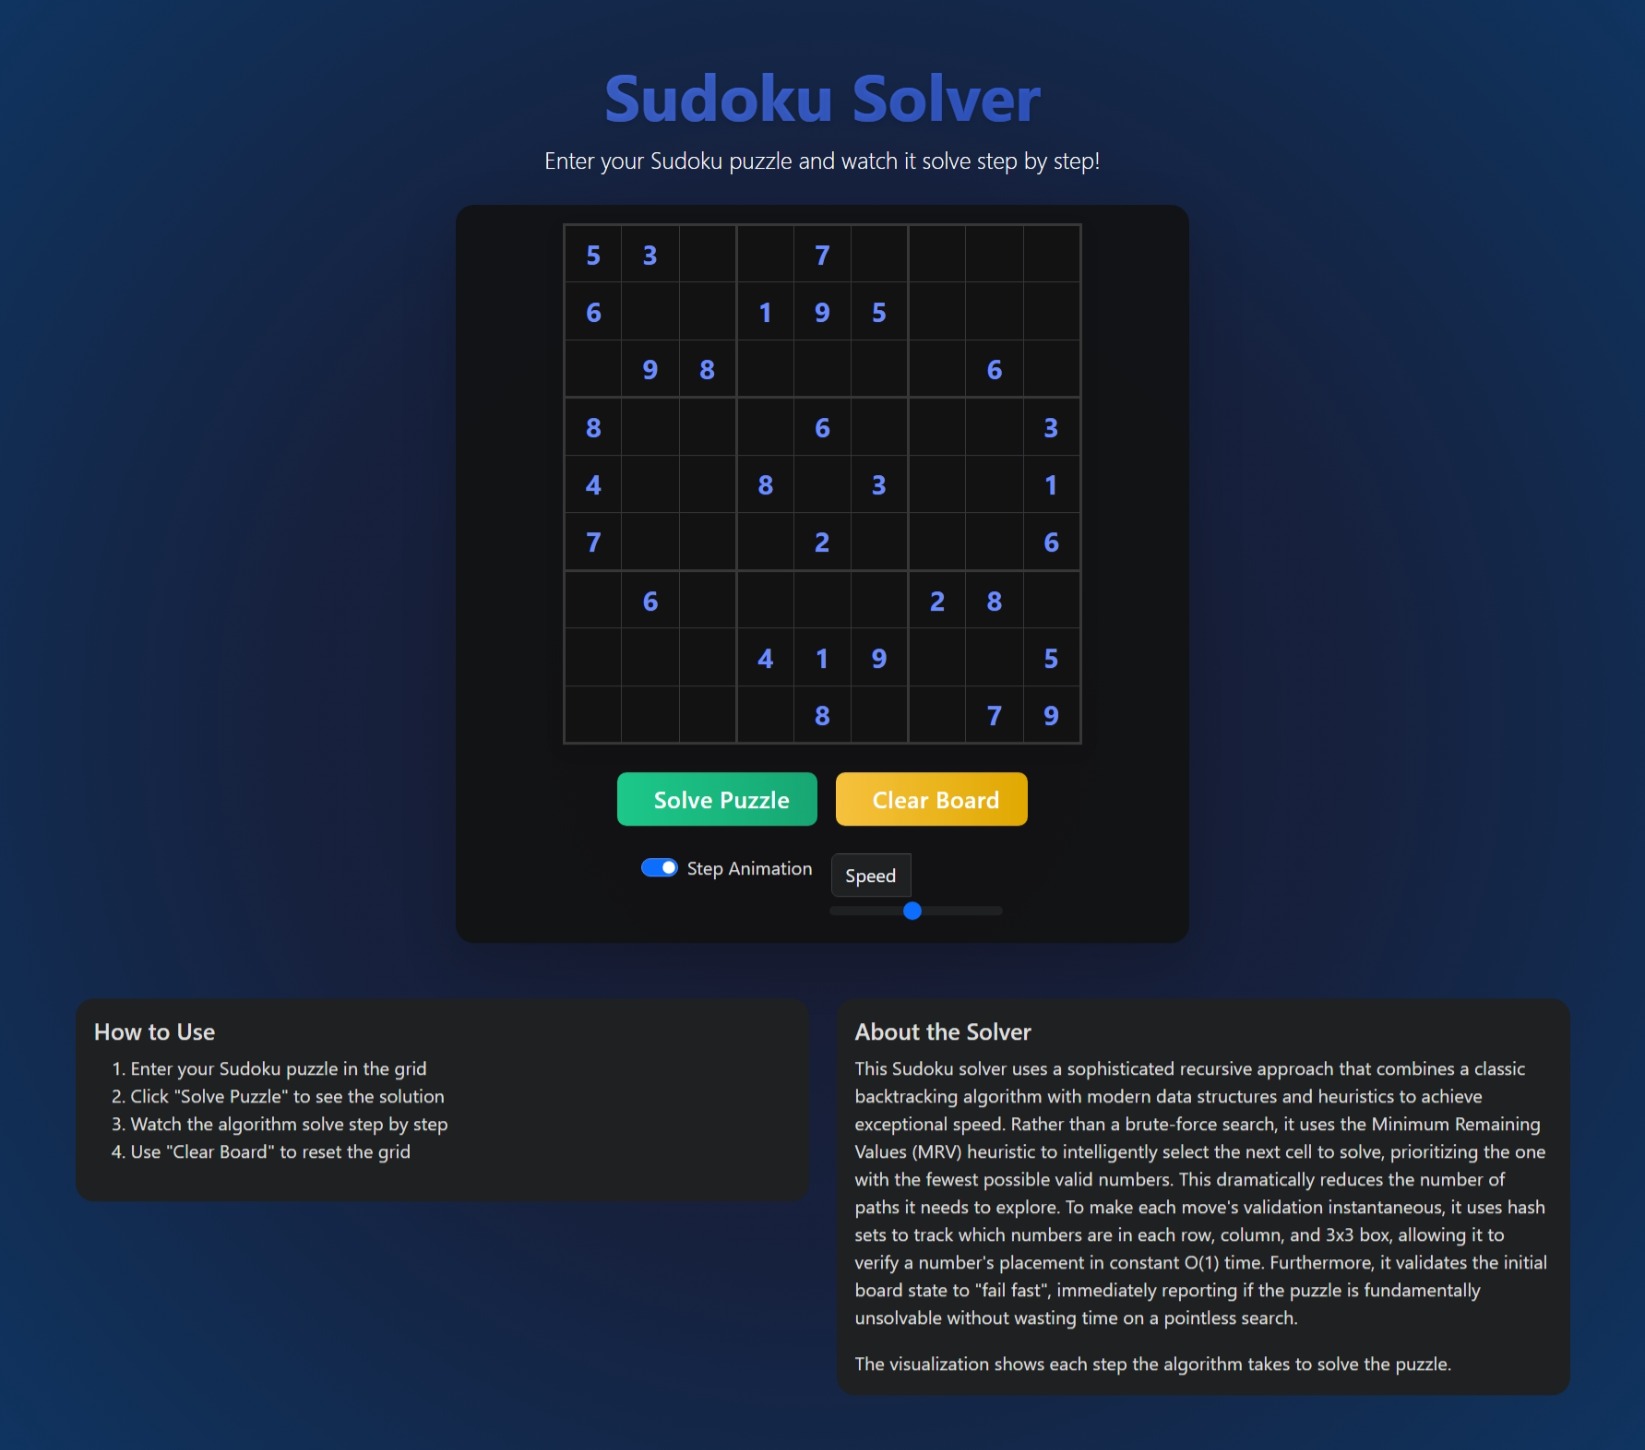 Sudoku Solver
Enter your Sudoku puzzle and watch it solve step by step!
5 3 7
6 1 9 5
9 8 6
8 6 3
4 8 3 1
7 2 6
6 2 8
4 1 9 5
8 7 9
Solve Puzzle Clear Board
Step Animation Speed
How to Use
1. Enter your Sudoku puzzle in the grid
2. Click "Solve Puzzle" to see the solution
3. Watch the algorithm solve step by step
4. Use "Clear Board" to reset the grid
About the Solver
This Sudoku solver uses a sophisticated recursive approach that combines a classic
backtracking algorithm with modern data structures and heuristics to achieve
exceptional speed. Rather than a brute-force search, it uses the Minimum Remaining
Values (MRV) heuristic to intelligently select the next cell to solve, prioritizing the one
with the fewest possible valid numbers. This dramatically reduces the number of
paths it needs to explore. To make each move's validation instantaneous, it uses hash
sets to track which numbers are in each row, column, and 3x3 box, allowing it to
verify a number's placement in constant O(1) time. Furthermore, it validates the initial
board state to "fail fast", immediately reporting if the puzzle is fundamentally
unsolvable without wasting time on a pointless search.
The visualization shows each step the algorithm takes to solve the puzzle.